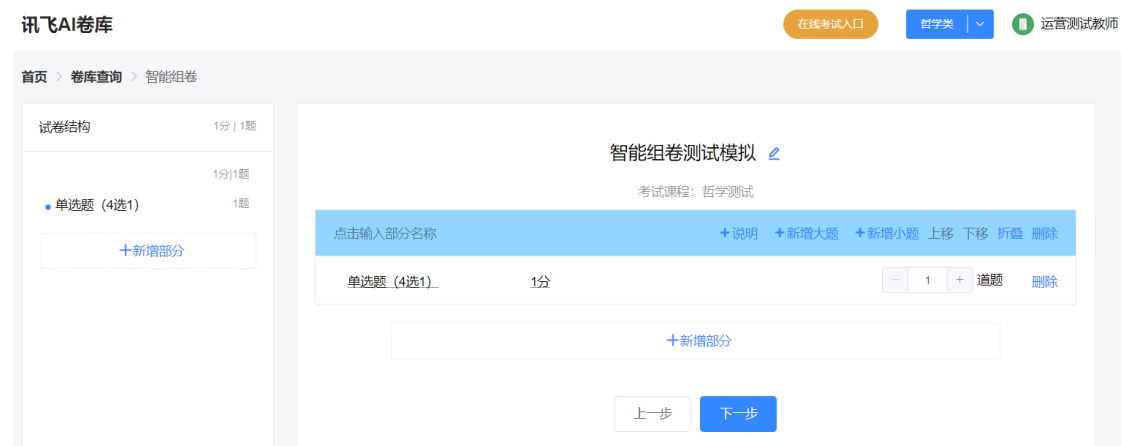 讯飞AI卷库 在线考试入口 哲学类 运营测试教师
首页 > 卷库查询 > 智能组卷
试卷结构 1分 | 1题
1分|1题
单选题（4选1） 1题
+新增部分
智能组卷测试模拟
考试课程：哲学测试
点击输入部分名称 +说明 +新增大题 +新增小题 上移 下移 折叠 删除
单选题（4选1） 1分 − 1 + 道题 删除
+新增部分
上一步 下一步